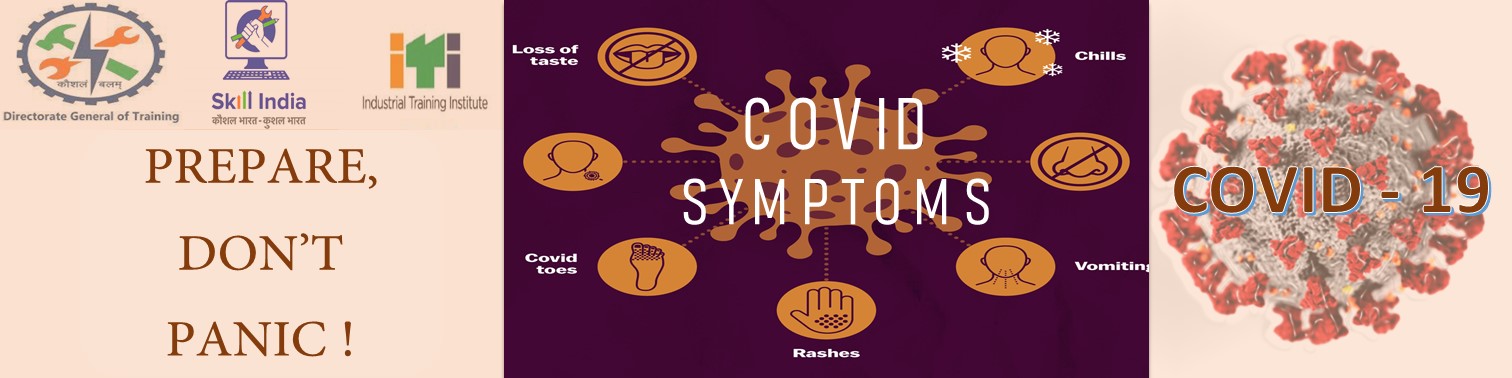 कौशलं बलम्
Directorate General of Training
Skill India
कौशल भारत-कुशल भारत
iTi
Industrial Training Institute
PREPARE,
DON’T
PANIC !
Loss of
taste
Chills
COVID
SYMPTOMS
Covid
toes
Vomiting
Rashes
COVID - 19